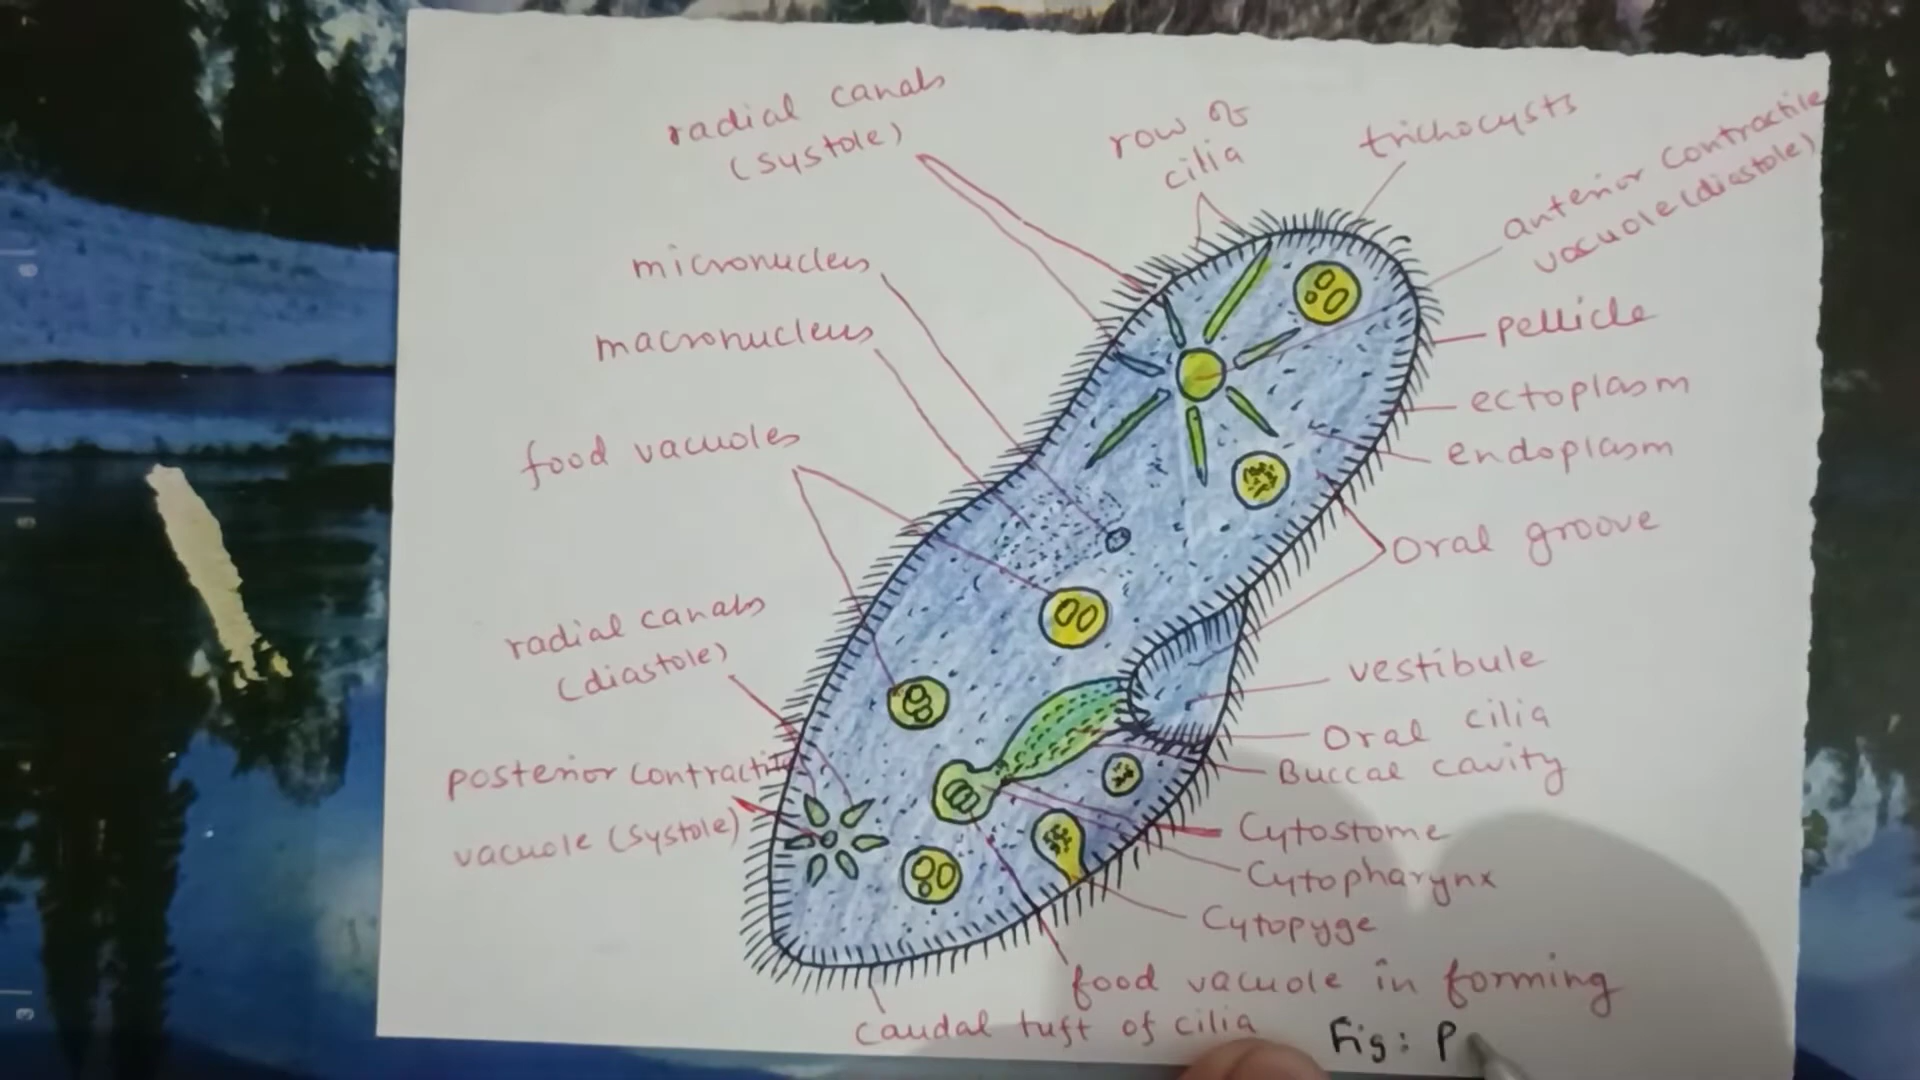 radial canals
(systole)
row of
cilia
trichocysts
anterior contractile
vacuole (diastole)
micronucleus
macronucleus
food vacuoles
pellicle
ectoplasm
endoplasm
Oral groove
radial canals
(diastole)
vestibule
Oral cilia
Buccal cavity
posterior contractile
vacuole (systole)
Cytostome
Cytopharynx
Cytopyge
food vacuole in forming
Caudal tuft of cilia
Fig: P